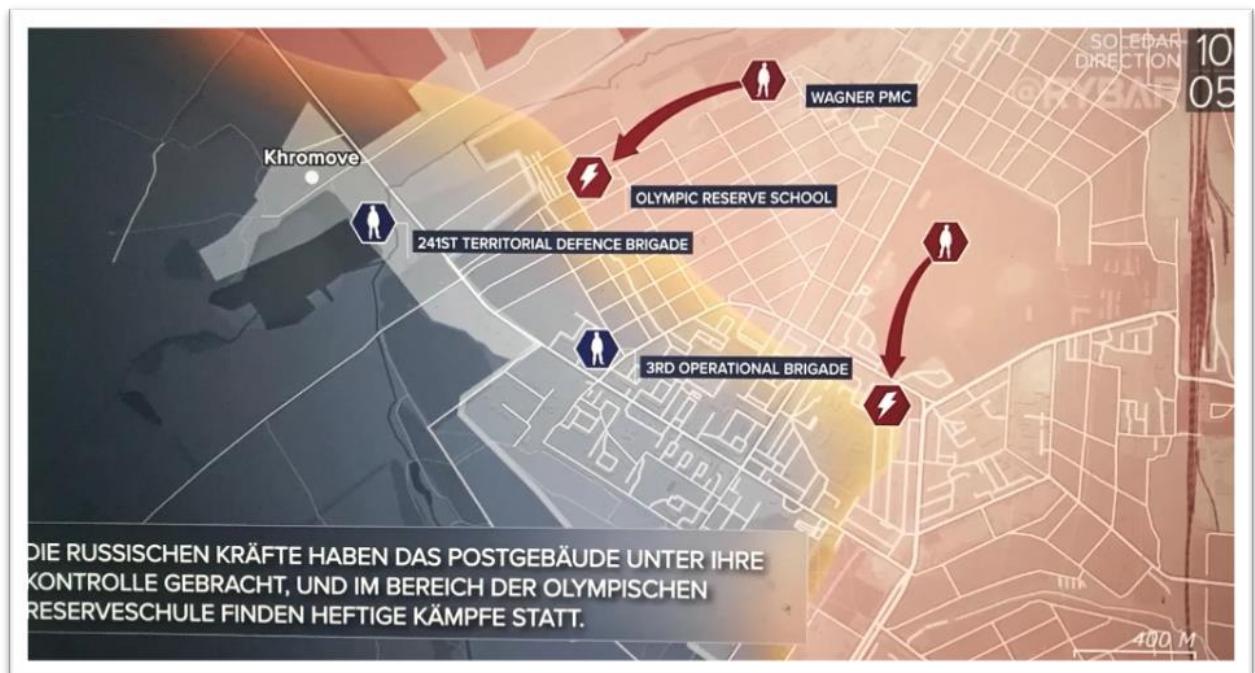 SOLEDAR
DIRECTION
10
05
@RYBAR
WAGNER PMC
Khromove
OLYMPIC RESERVE SCHOOL
241ST TERRITORIAL DEFENCE BRIGADE
3RD OPERATIONAL BRIGADE
DIE RUSSISCHEN KRÄFTE HABEN DAS POSTGEBÄUDE UNTER IHRE
KONTROLLE GEBRACHT, UND IM BEREICH DER OLYMPISCHEN
RESERVESCHULE FINDEN HEFTIGE KÄMPFE STATT.
400 M